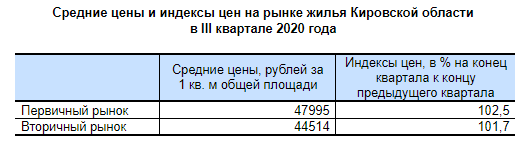 Средние цены и индексы цен на рынке жилья Кировской области
в III квартале 2020 года
Средние цены, рублей за
1 кв. м общей площади
Индексы цен, в % на конец
квартала к концу
предыдущего квартала
Первичный рынок 47995 102,5
Вторичный рынок 44514 101,7